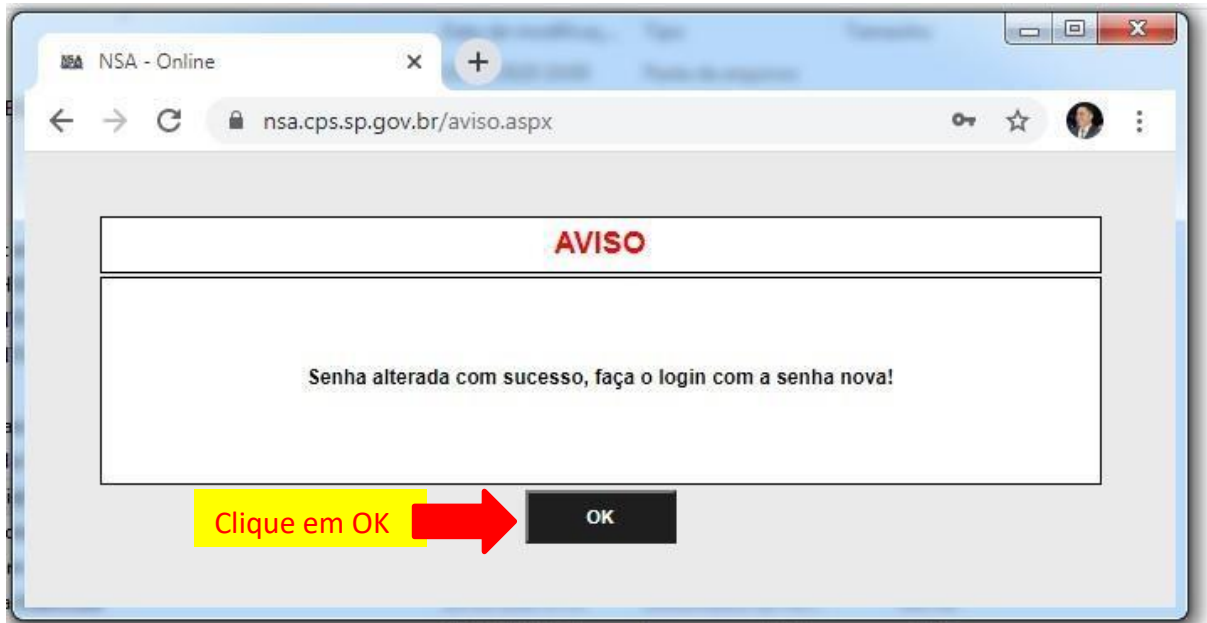 NSA NSA - Online
nsa.cps.sp.gov.br/aviso.aspx
AVISO
Senha alterada com sucesso, faça o login com a senha nova!
Clique em OK
OK